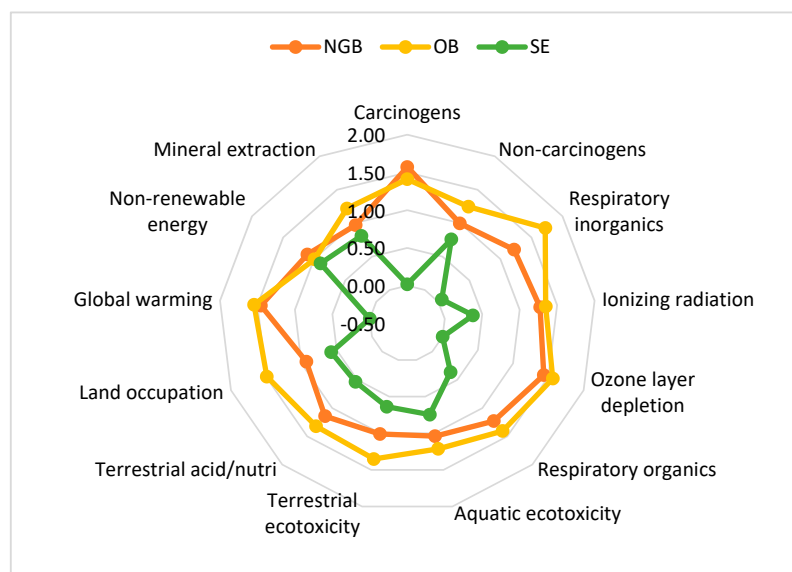 NGB OB SE
Carcinogens
2.00
Mineral extraction
Non-carcinogens
1.50
Non-renewable
energy
Respiratory
inorganics
1.00
0.50
Global warming
0.00
Ionizing radiation
-0.50
Land occupation
Ozone layer
depletion
Terrestrial acid/nutri
Respiratory organics
Terrestrial
ecotoxicity
Aquatic ecotoxicity